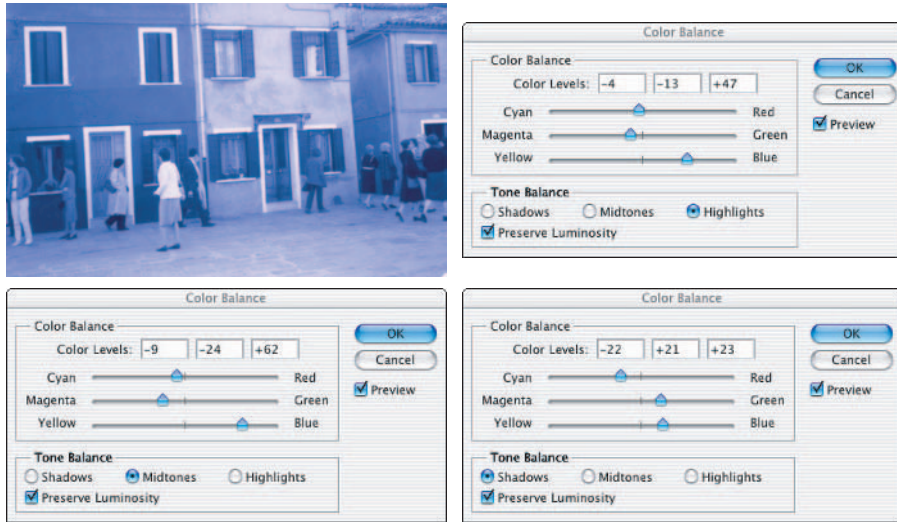 Color Balance
Color Balance
Color Levels: -4 -13 +47
Cyan Red
Magenta Green
Yellow Blue
Tone Balance
Shadows Midtones Highlights
Preserve Luminosity
OK
Cancel
Preview
Color Balance
Color Balance
Color Levels: -9 -24 +62
Cyan Red
Magenta Green
Yellow Blue
Tone Balance
Shadows Midtones Highlights
Preserve Luminosity
OK
Cancel
Preview
Color Balance
Color Balance
Color Levels: -22 +21 +23
Cyan Red
Magenta Green
Yellow Blue
Tone Balance
Shadows Midtones Highlights
Preserve Luminosity
OK
Cancel
Preview